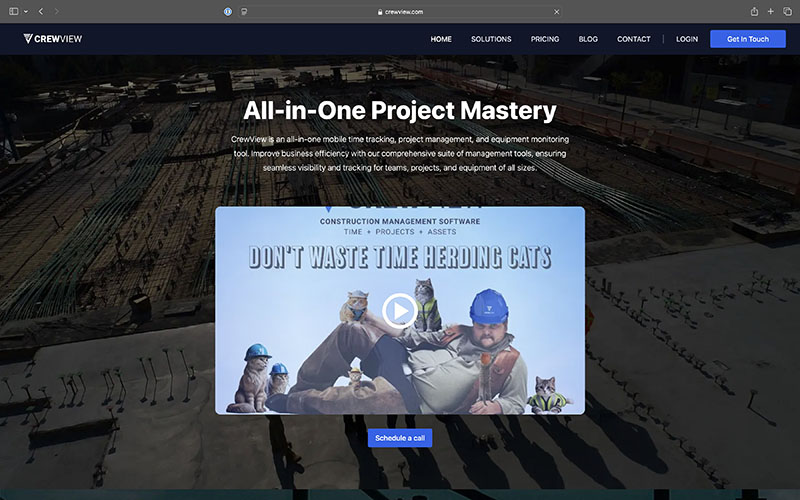 crewview.com
CREWVIEW
HOME
SOLUTIONS
PRICING
BLOG
CONTACT
LOGIN
Get In Touch
All-in-One Project Mastery
CrewView is an all-in-one mobile time tracking, project management, and equipment monitoring
tool. Improve business efficiency with our comprehensive suite of management tools, ensuring
seamless visibility and tracking for teams, projects, and equipment of all sizes.
CONSTRUCTION MANAGEMENT SOFTWARE
TIME + PROJECTS + ASSETS
DON'T WASTE TIME HERDING CATS
Schedule a call